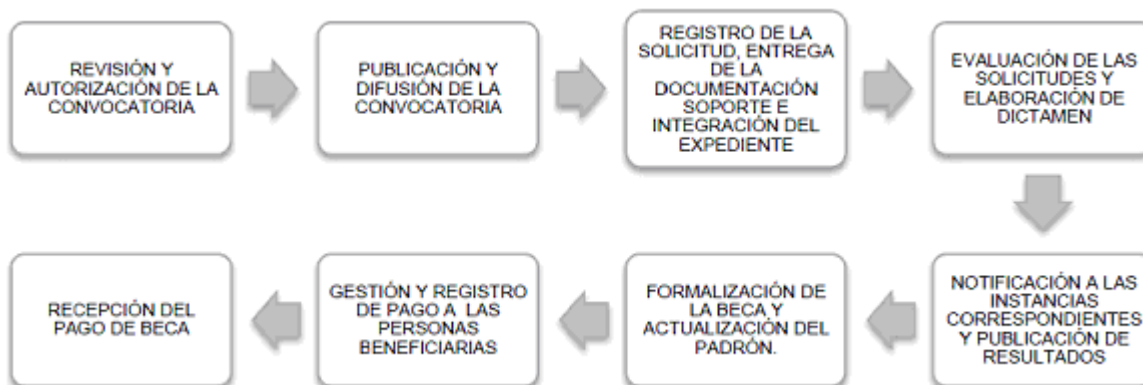 REVISIÓN Y
AUTORIZACIÓN DE LA
CONVOCATORIA
PUBLICACIÓN Y
DIFUSIÓN DE LA
CONVOCATORIA
REGISTRO DE LA
SOLICITUD, ENTREGA
DE LA
DOCUMENTACIÓN
SOPORTE E
INTEGRACIÓN DEL
EXPEDIENTE
EVALUACIÓN DE LAS
SOLICITUDES Y
ELABORACIÓN DE
DICTAMEN
NOTIFICACIÓN A LAS
INSTANCIAS
CORRESPONDIENTES
Y PUBLICACIÓN DE
RESULTADOS
FORMALIZACIÓN DE
LA BECA Y
ACTUALIZACIÓN DEL
PADRÓN.
GESTIÓN Y REGISTRO
DE PAGO A LAS
PERSONAS
BENEFICIARIAS
RECEPCIÓN DEL
PAGO DE BECA